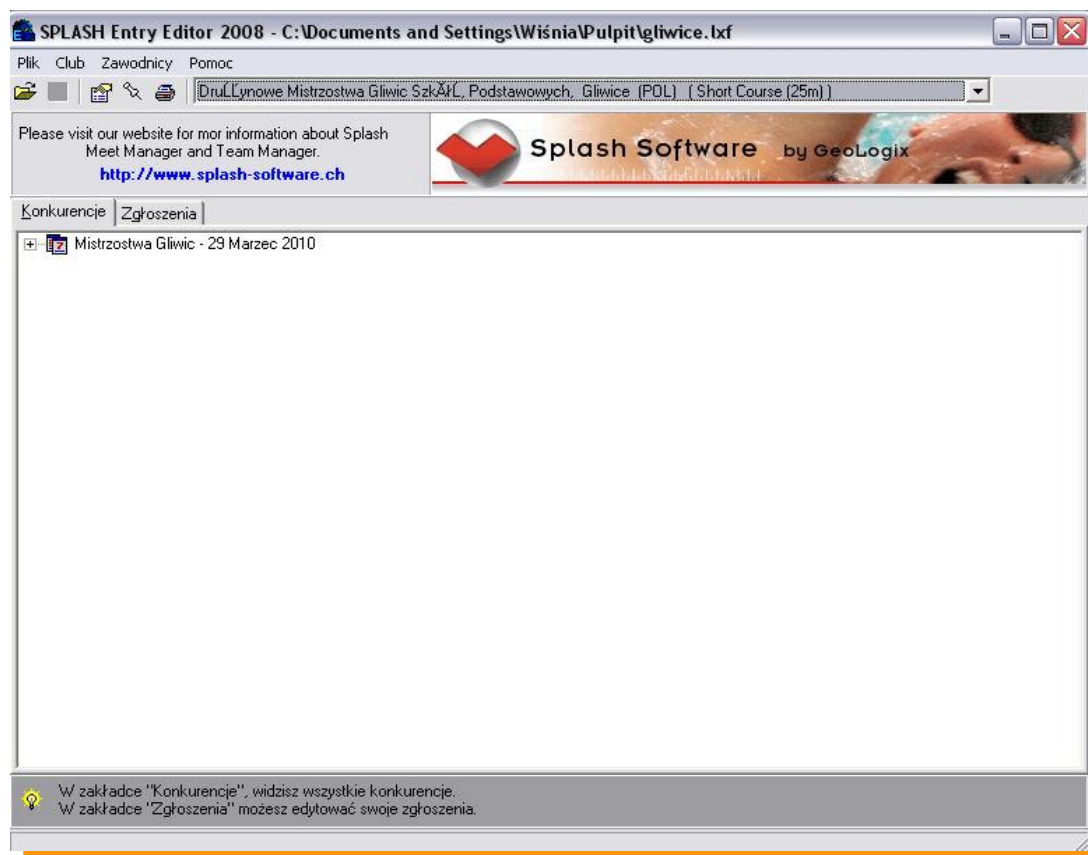 SPLASH Entry Editor 2008 - C:\Documents and Settings\Wiśnia\Pulpit\gliwice.lxf
Plik Club Zawodnicy Pomoc
DruĹĽynowe Mistrzostwa Gliwic SzkĂłĹ‚ Podstawowych, Gliwice (POL) ( Short Course (25m) )
Please visit our website for mor information about Splash
Meet Manager and Team Manager.
http://www.splash-software.ch
Splash Software by GeoLogix
Konkurencje Zgłoszenia
Mistrzostwa Gliwic - 29 Marzec 2010
W zakładce "Konkurencje", widzisz wszystkie konkurencje.
W zakładce "Zgłoszenia" możesz edytować swoje zgłoszenia.